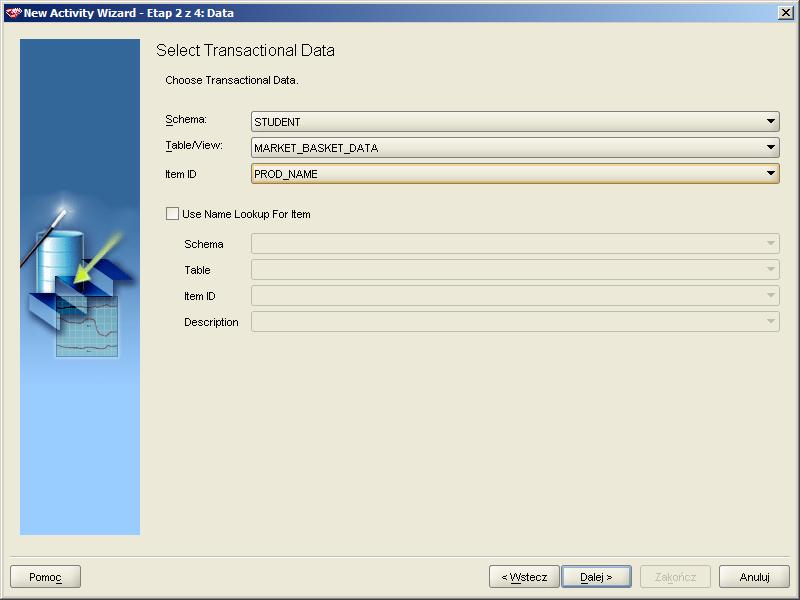 New Activity Wizard - Etap 2 z 4: Data
Select Transactional Data
Choose Transactional Data.
Schema: STUDENT
Table/View: MARKET_BASKET_DATA
Item ID PROD_NAME
Use Name Lookup For Item
Schema
Table
Item ID
Description
Pomoc < Wstecz Dalej > Zakończ Anuluj